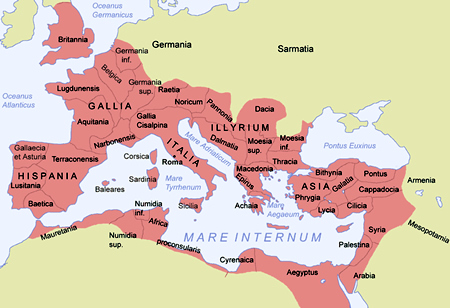 Oceanus
Germanicus
Britannia
Germania
Sarmatia
Oceanus
Atlanticus
Germania
inf.
Belgica
Germania
sup.
Lugdunensis
Raetia
Noricum
Pannonia
Dacia
GALLIA
Aquitania
Gallia
Cisalpina
ILLYRIUM
Dalmatia
Moesia
sup.
Moesia
inf.
Pontus Euxinus
Narbonensis
ITALIA
Mare Adriaticum
Gallaecia
et Asturia
Terraconensis
Corsica
Roma
Thracia
Macedonia
Epirus
Bithynia
Pontus
Armenia
HISPANIA
Lusitania
Baetica
Baleares
Sardinia
Mare
Tyrrhenum
ASIA
Galatia
Cappadocia
Phrygia
Cilicia
Lycia
Mare
Aegaeum
Achaia
Sicilia
Mauretania
Numidia
inf.
Numidia
sup.
Africa
proconsularis
MARE INTERNUM
Syria
Mesopotamia
Palestina
Cyrenaica
Aegyptus
Arabia